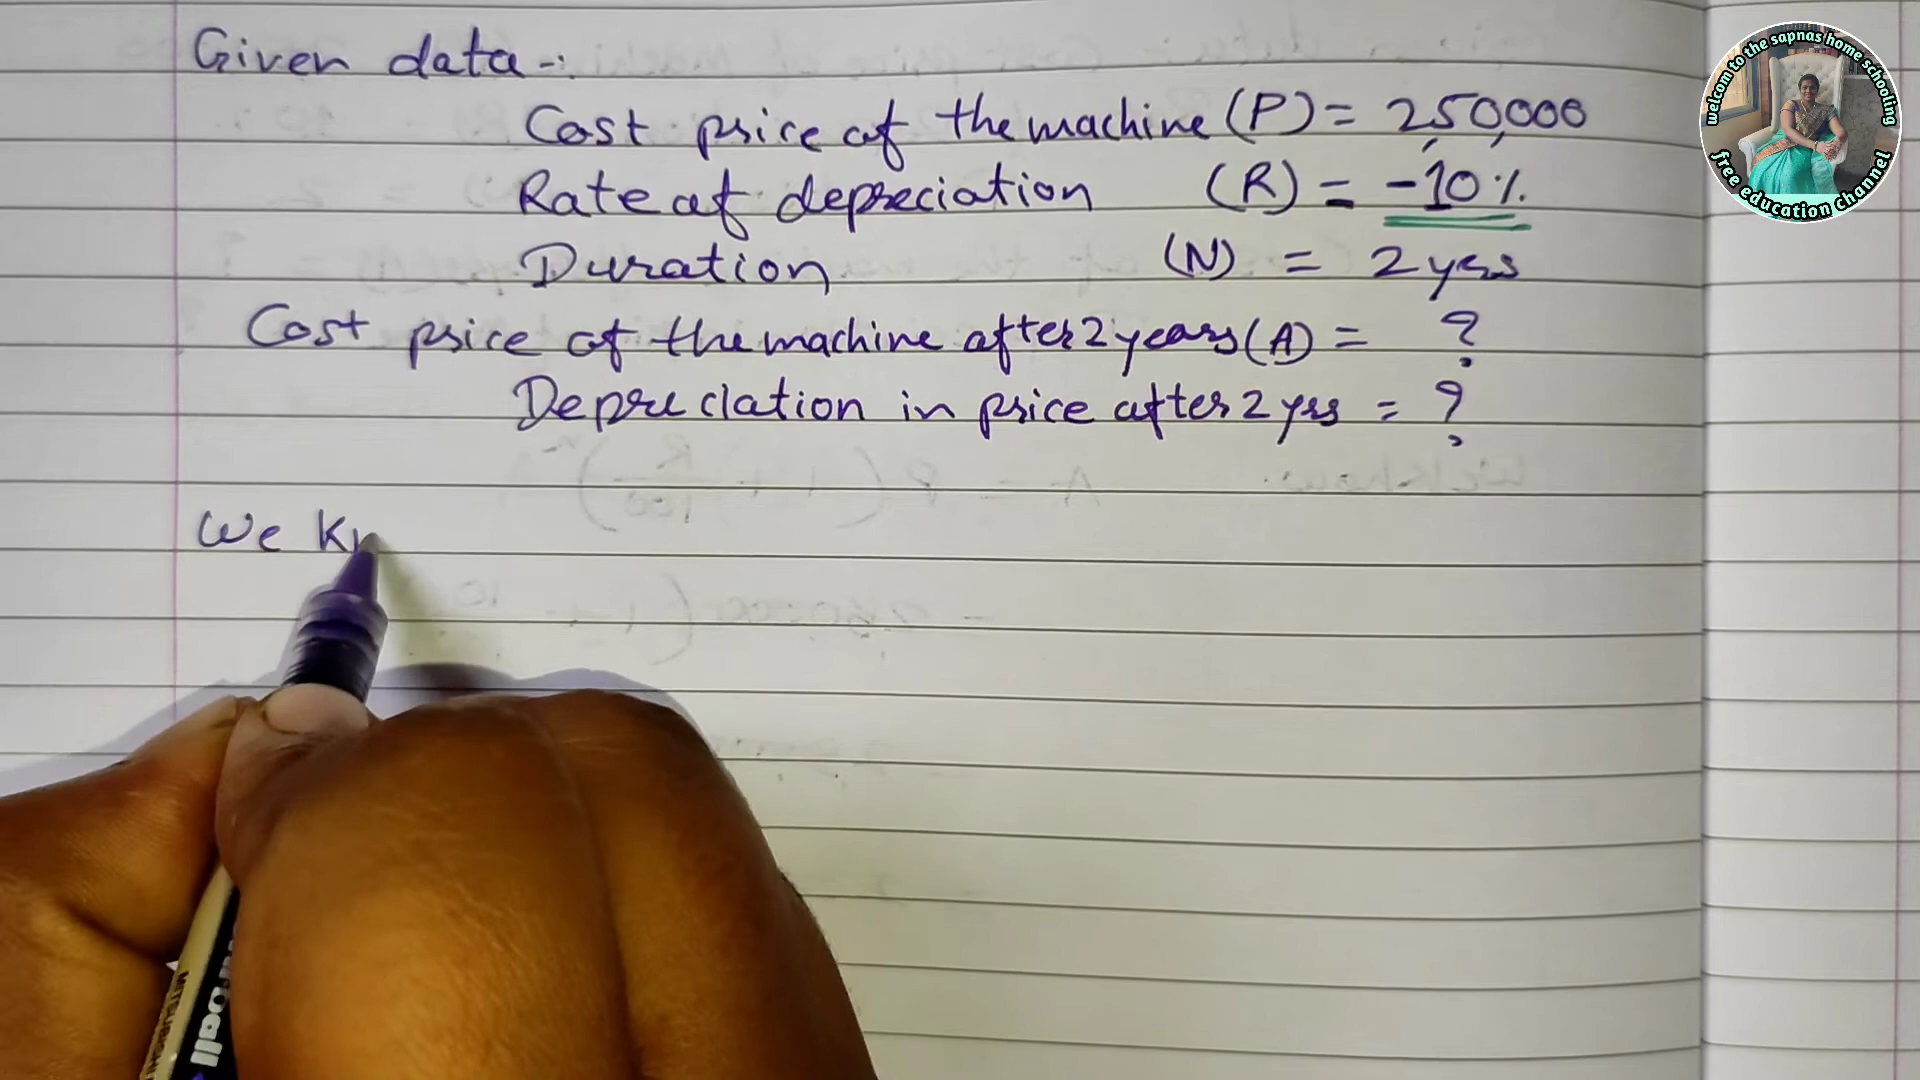 Given data -:
Cost price of the machine (P) = 2,50,000
Rate of depreciation (R) = -10%.
Duration (N) = 2 yrs
Cost price of the machine after 2 years (A) = ?
Depreciation in price after 2 yrs = ?
We Kn
welcom to the sapnas home schooling
free education channel
ball